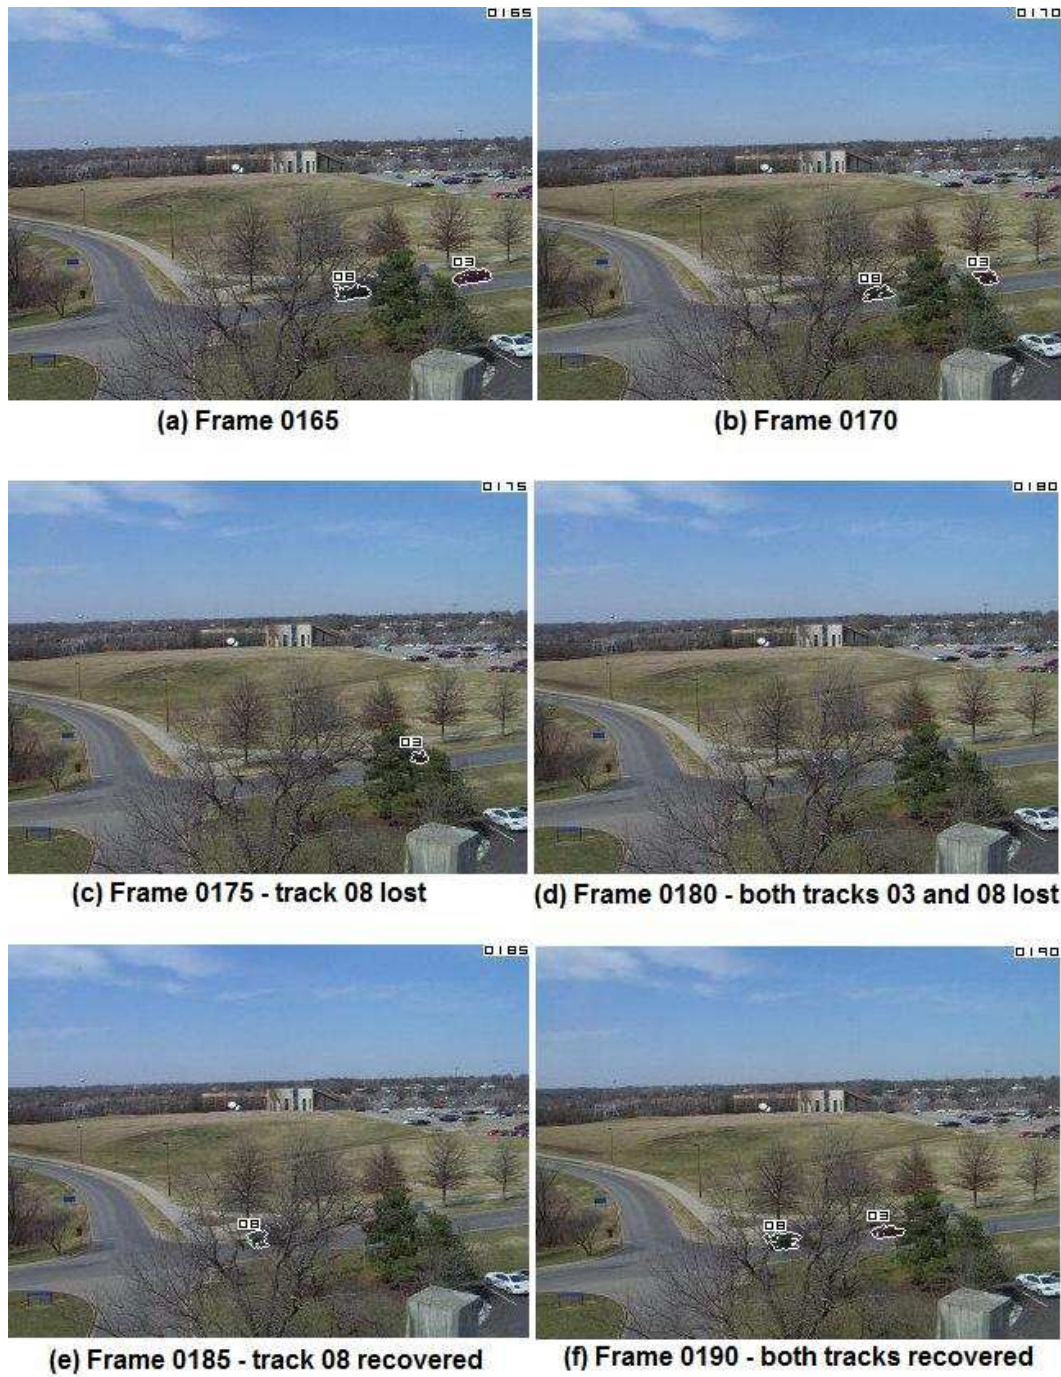 0165
0170
08
03
08
03
(a) Frame 0165
(b) Frame 0170
0175
0180
03
(c) Frame 0175 - track 08 lost
(d) Frame 0180 - both tracks 03 and 08 lost
0185
0190
08
08
03
(e) Frame 0185 - track 08 recovered
(f) Frame 0190 - both tracks recovered